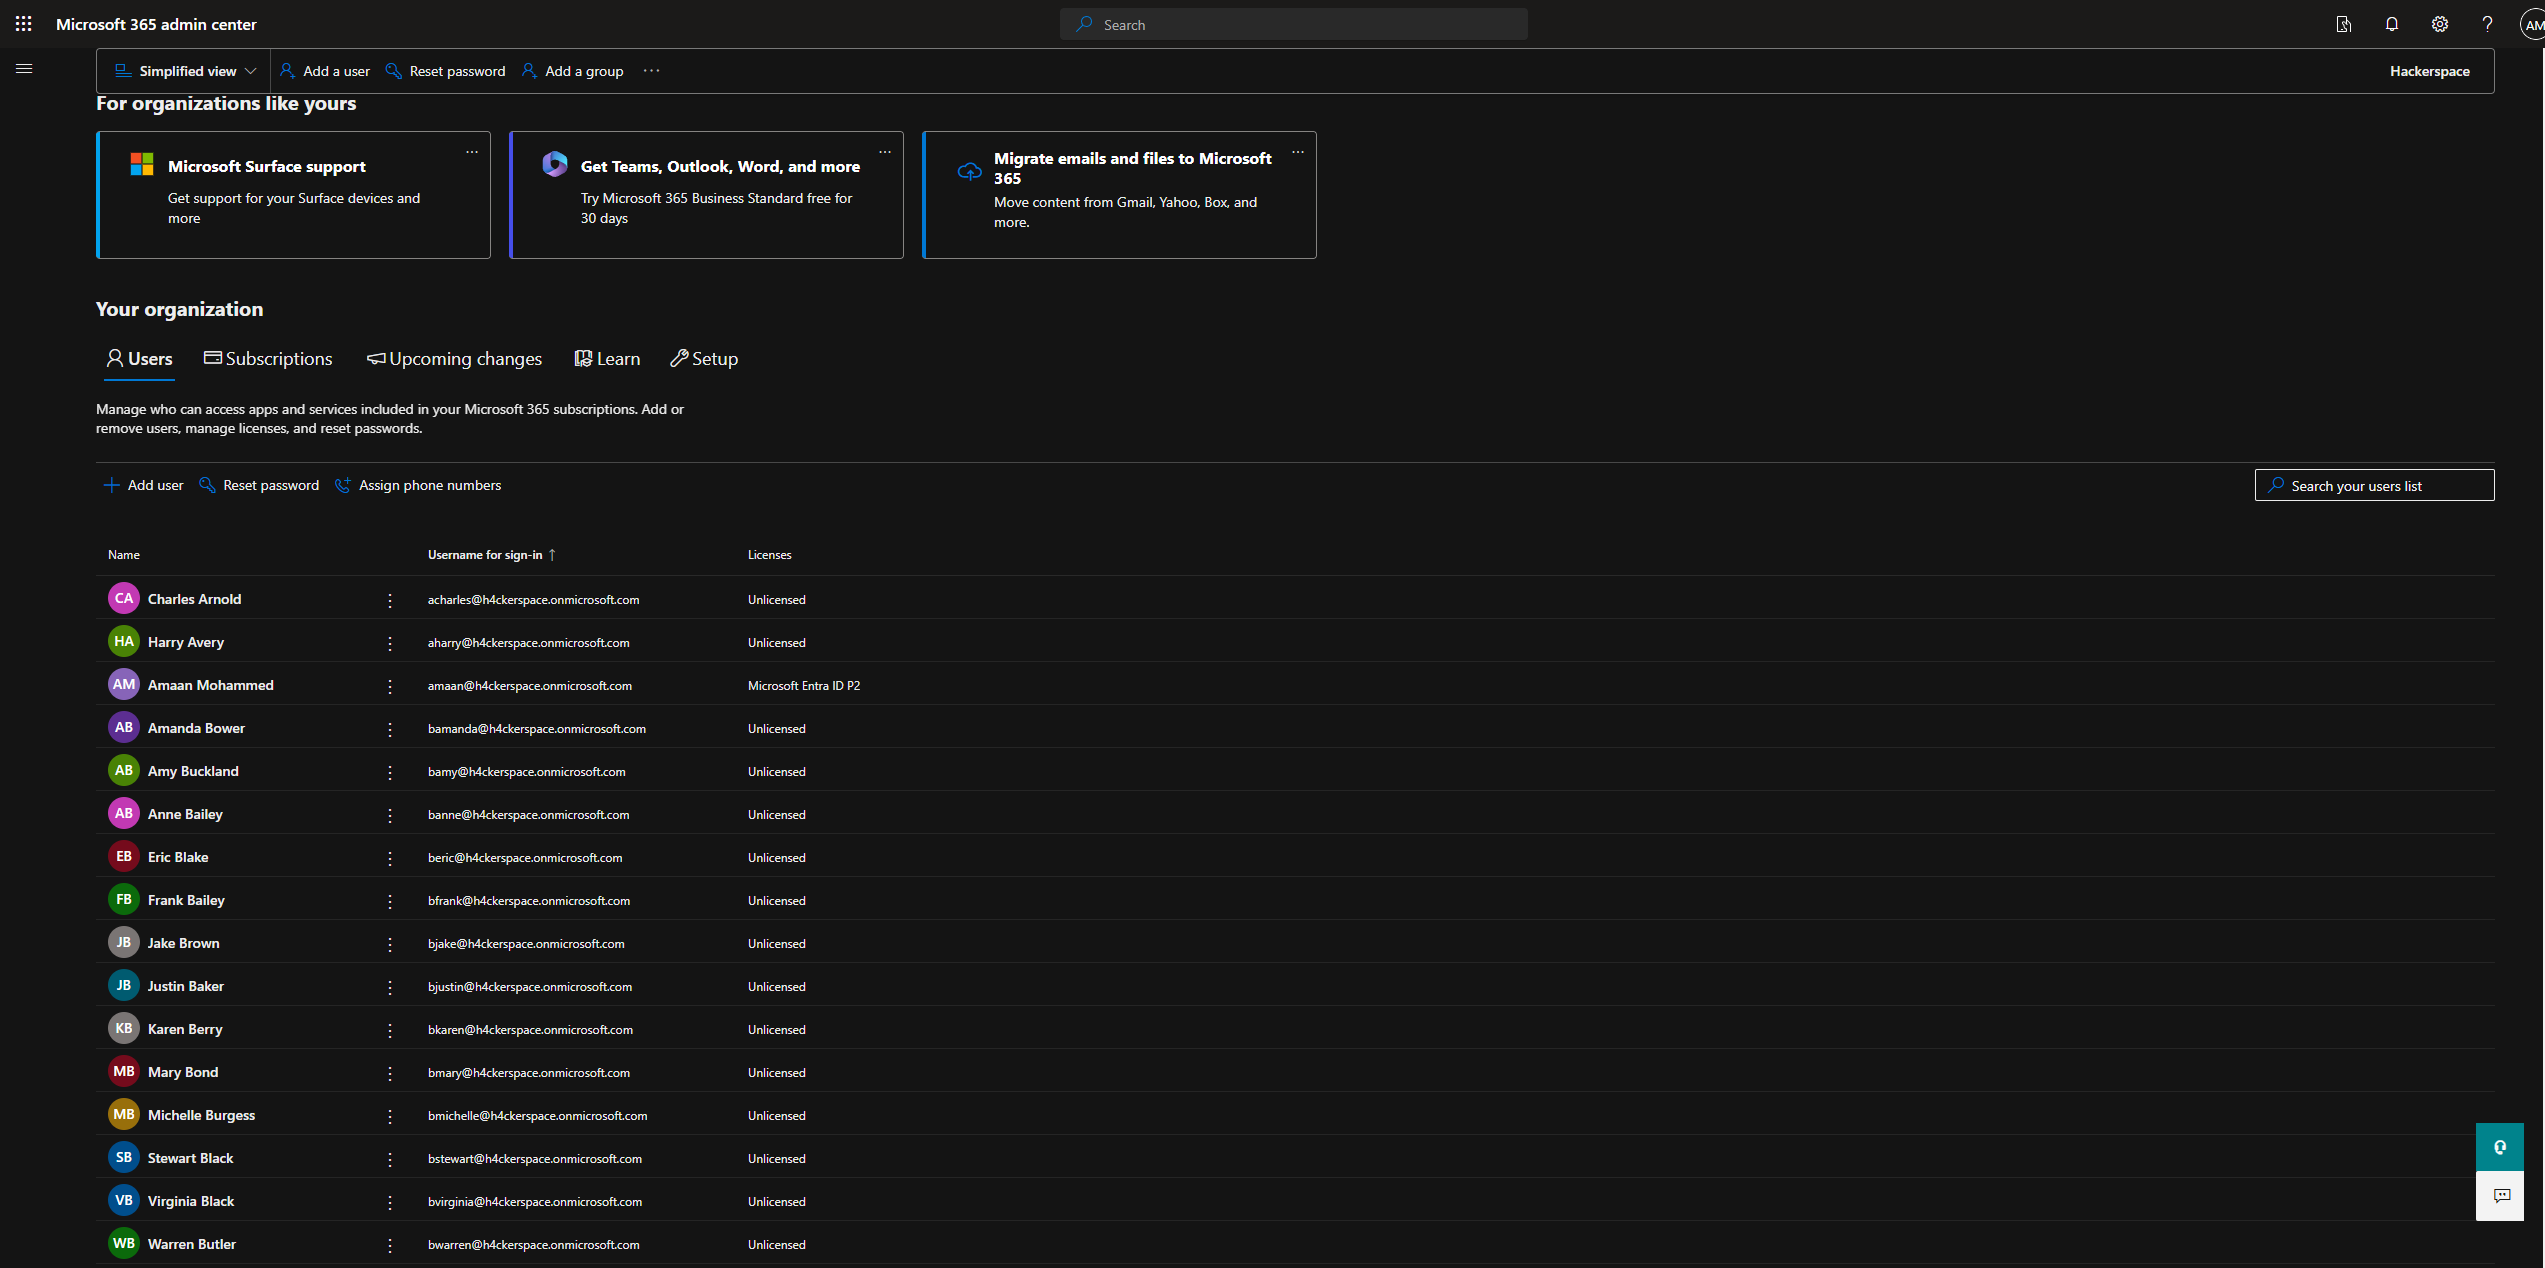 Microsoft 365 admin center
Search
AM
Simplified view
Add a user
Reset password
Add a group
Hackerspace
For organizations like yours
Microsoft Surface support
Get support for your Surface devices and
more
Get Teams, Outlook, Word, and more
Try Microsoft 365 Business Standard free for
30 days
Migrate emails and files to Microsoft
365
Move content from Gmail, Yahoo, Box, and
more.
Your organization
Users
Subscriptions
Upcoming changes
Learn
Setup
Manage who can access apps and services included in your Microsoft 365 subscriptions. Add or
remove users, manage licenses, and reset passwords.
Add user
Reset password
Assign phone numbers
Search your users list
Name Username for sign-in ↑ Licenses
CA Charles Arnold acharles@h4ckerspace.onmicrosoft.com Unlicensed
HA Harry Avery aharry@h4ckerspace.onmicrosoft.com Unlicensed
AM Amaan Mohammed amaan@h4ckerspace.onmicrosoft.com Microsoft Entra ID P2
AB Amanda Bower bamanda@h4ckerspace.onmicrosoft.com Unlicensed
AB Amy Buckland bamy@h4ckerspace.onmicrosoft.com Unlicensed
AB Anne Bailey banne@h4ckerspace.onmicrosoft.com Unlicensed
EB Eric Blake beric@h4ckerspace.onmicrosoft.com Unlicensed
FB Frank Bailey bfrank@h4ckerspace.onmicrosoft.com Unlicensed
JB Jake Brown bjake@h4ckerspace.onmicrosoft.com Unlicensed
JB Justin Baker bjustin@h4ckerspace.onmicrosoft.com Unlicensed
KB Karen Berry bkaren@h4ckerspace.onmicrosoft.com Unlicensed
MB Mary Bond bmary@h4ckerspace.onmicrosoft.com Unlicensed
MB Michelle Burgess bmichelle@h4ckerspace.onmicrosoft.com Unlicensed
SB Stewart Black bstewart@h4ckerspace.onmicrosoft.com Unlicensed
VB Virginia Black bvirginia@h4ckerspace.onmicrosoft.com Unlicensed
WB Warren Butler bwarren@h4ckerspace.onmicrosoft.com Unlicensed